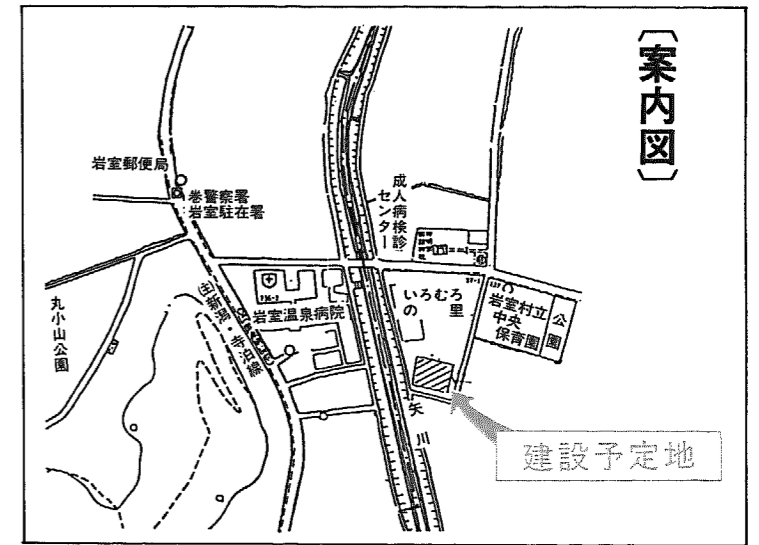 〔案内図〕
岩室郵便局
巻警察署
岩室駐在署
成人病検診
センター
いろむろ
の里
岩室村立
中央
保育園
公園
岩室温泉病院
丸小山公園
主新潟・寺泊線
矢川
建設予定地